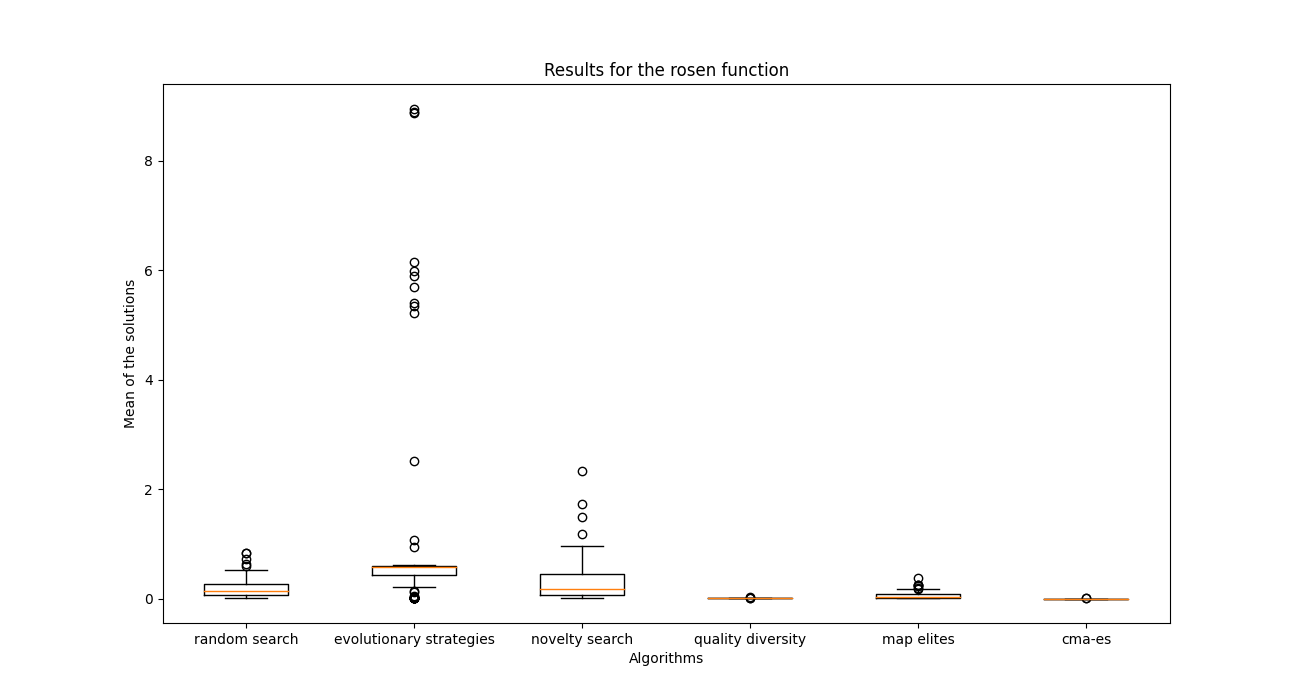 Results for the rosen function
Mean of the solutions
8
6
4
2
0
random search
evolutionary strategies
novelty search
quality diversity
map elites
cma-es
Algorithms